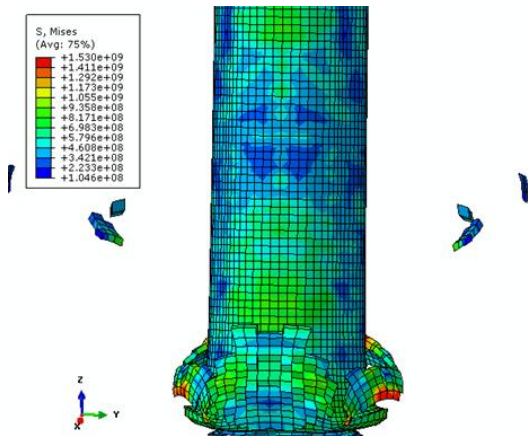 S, Mises
(Avg: 75%)
+1.530e+09
+1.411e+09
+1.292e+09
+1.173e+09
+1.055e+09
+9.358e+08
+8.171e+08
+6.983e+08
+5.796e+08
+4.608e+08
+3.421e+08
+2.233e+08
+1.046e+08
Z
Y
X